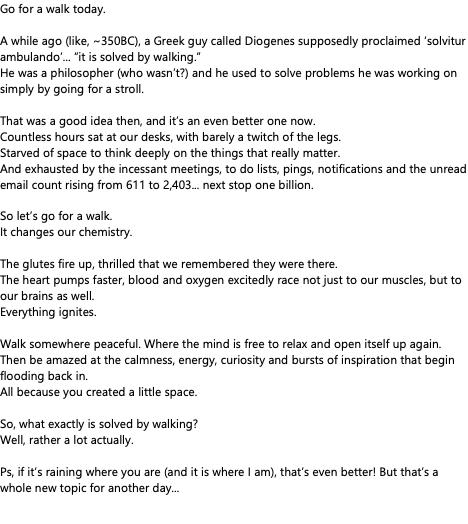 Go for a walk today.
A while ago (like, ~350BC), a Greek guy called Diogenes supposedly proclaimed ‘solvitur
ambulando’... “it is solved by walking.”
He was a philosopher (who wasn’t?) and he used to solve problems he was working on
simply by going for a stroll.
That was a good idea then, and it’s an even better one now.
Countless hours sat at our desks, with barely a twitch of the legs.
Starved of space to think deeply on the things that really matter.
And exhausted by the incessant meetings, to do lists, pings, notifications and the unread
email count rising from 611 to 2,403... next stop one billion.
So let’s go for a walk.
It changes our chemistry.
The glutes fire up, thrilled that we remembered they were there.
The heart pumps faster, blood and oxygen excitedly race not just to our muscles, but to
our brains as well.
Everything ignites.
Walk somewhere peaceful. Where the mind is free to relax and open itself up again.
Then be amazed at the calmness, energy, curiosity and bursts of inspiration that begin
flooding back in.
All because you created a little space.
So, what exactly is solved by walking?
Well, rather a lot actually.
Ps, if it’s raining where you are (and it is where I am), that’s even better! But that’s a
whole new topic for another day...